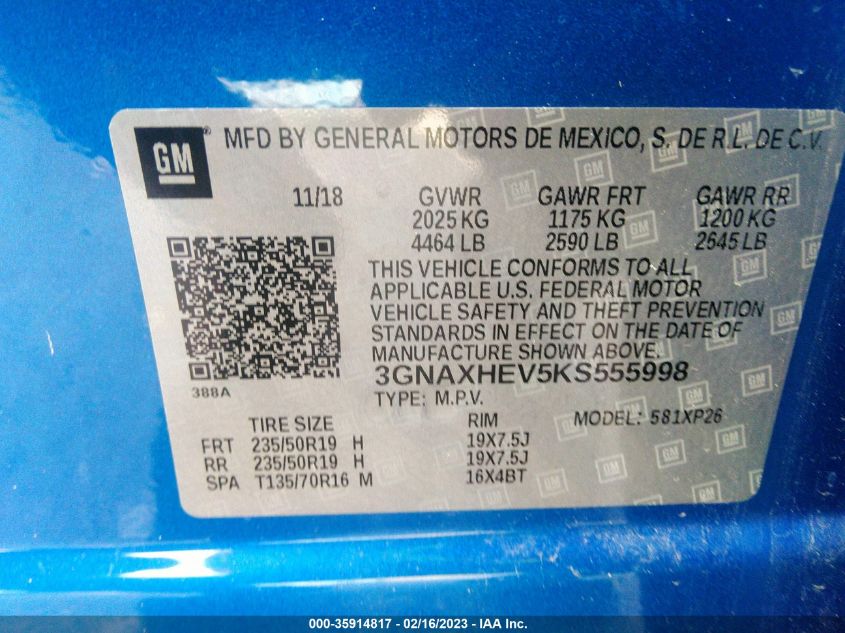 GM ®
MFD BY GENERAL MOTORS DE MEXICO, S. DE R.L. DE C.V.
11/18 GVWR GAWR FRT GAWR RR
2025 KG 1175 KG 1200 KG
4464 LB 2590 LB 2645 LB
THIS VEHICLE CONFORMS TO ALL
APPLICABLE U.S. FEDERAL MOTOR
VEHICLE SAFETY AND THEFT PREVENTION
STANDARDS IN EFFECT ON THE DATE OF
MANUFACTURE SHOWN ABOVE.
3GNAXHEV5KS555998
388A
TYPE: M.P.V. MODEL: 581XP26
TIRE SIZE RIM
FRT 235/50R19 H 19X7.5J
RR 235/50R19 H 19X7.5J
SPA T135/70R16 M 16X4BT
000-35914817 - 02/16/2023 - IAA Inc.